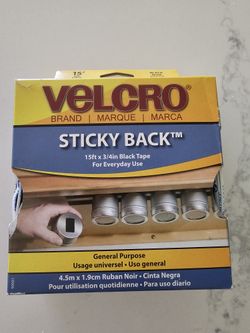 15'
VELCRO®
BRAND | MARQUE | MARCA
STICKY BACK™
15ft x 3/4in Black Tape
For Everyday Use
General Purpose
Usage universel • Uso general
4.5m x 1.9cm Ruban Noir • Cinta Negra
Pour utilisation quotidienne • Para uso diario